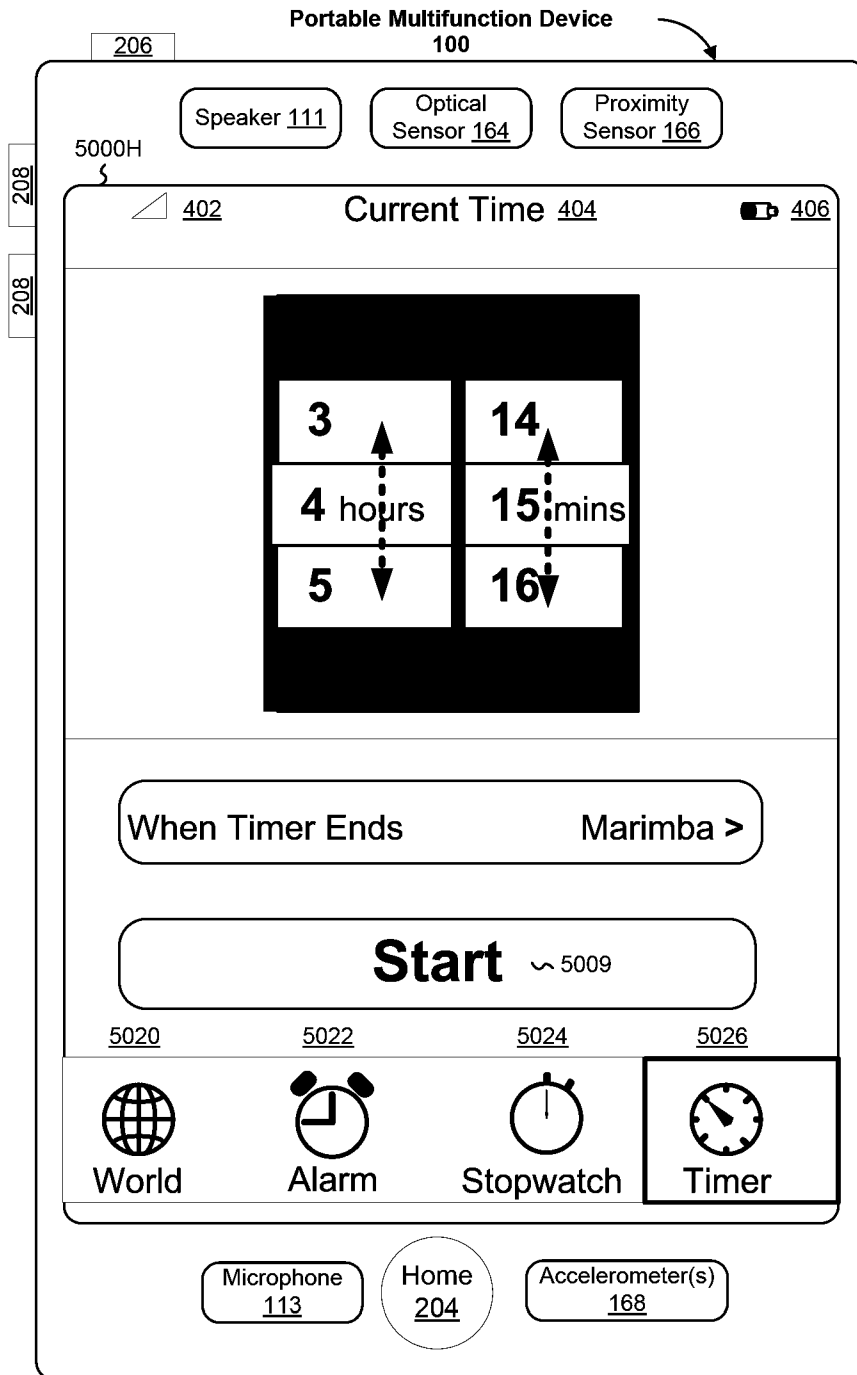 Portable Multifunction Device
100
206
Speaker 111
Optical
Sensor 164
Proximity
Sensor 166
5000H
208
208
402
Current Time 404
406
3
14
4 hours
15 mins
5
16
When Timer Ends
Marimba >
Start
5009
5020
5022
5024
5026
World
Alarm
Stopwatch
Timer
Microphone
113
Home
204
Accelerometer(s)
168